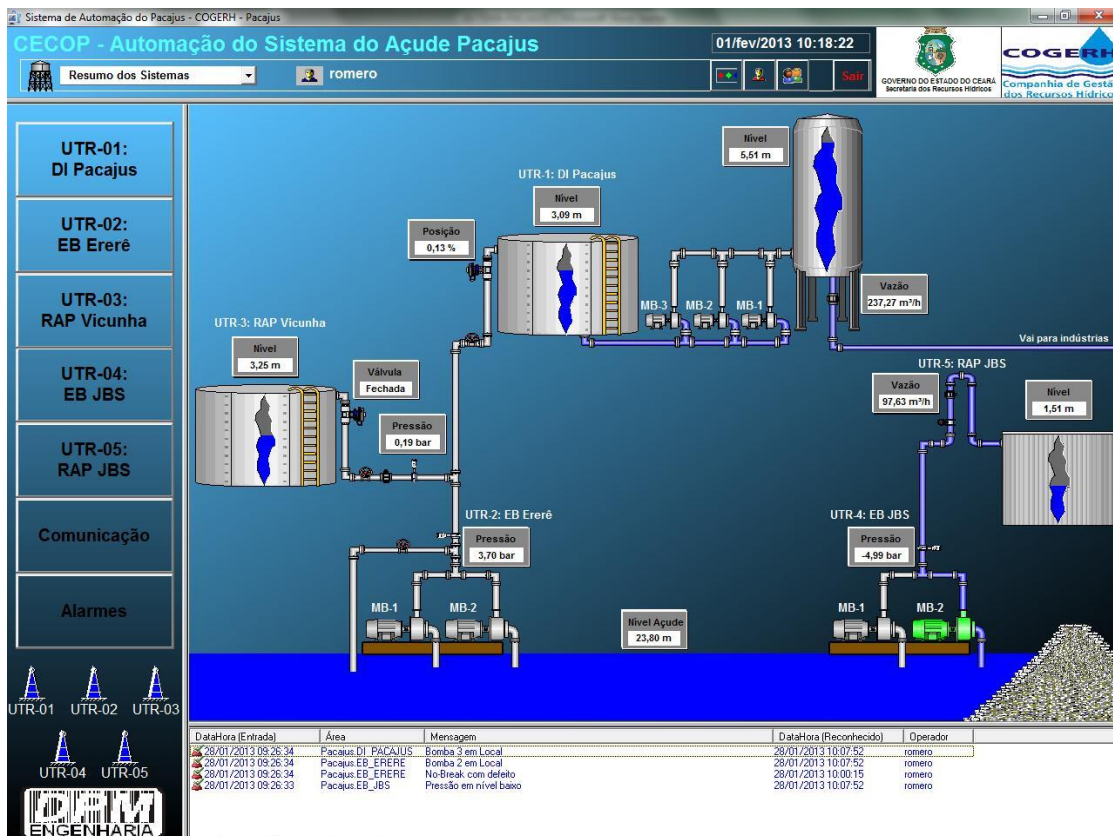 Sistema de Automação do Pacajus - COGERH - Pacajus
CECOP - Automação do Sistema do Açude Pacajus
01/fev/2013 10:18:22
Resumo dos Sistemas
romero
Sair
GOVERNO DO ESTADO DO CEARÁ
Secretaria dos Recursos Hídricos
COGERH
Companhia de Gestã
dos Recursos Hídrico
UTR-01:
DI Pacajus
UTR-02:
EB Ererê
UTR-03:
RAP Vicunha
UTR-04:
EB JBS
UTR-05:
RAP JBS
Comunicação
Alarmes
UTR-01 UTR-02 UTR-03
UTR-04 UTR-05
DPM
ENGENHARIA
Nível
5,51 m
UTR-1: DI Pacajus
Nível
3,09 m
Posição
0,13 %
Vazão
237,27 m³/h
MB-3 MB-2 MB-1
Vai para indústrias
UTR-3: RAP Vicunha
Nível
3,25 m
Válvula
Fechada
Pressão
0,19 bar
UTR-5: RAP JBS
Vazão
97,63 m³/h
Nível
1,51 m
UTR-2: EB Ererê
Pressão
3,70 bar
MB-1 MB-2
UTR-4: EB JBS
Pressão
-4,99 bar
MB-1 MB-2
Nível Açude
23,80 m
DataHora (Entrada) Área Mensagem DataHora (Reconhecido) Operador
28/01/2013 09:26:34 Pacajus.DI_PACAJUS Bomba 3 em Local 28/01/2013 10:07:52 romero
28/01/2013 09:26:34 Pacajus.EB_ERERE Bomba 2 em Local 28/01/2013 10:07:52 romero
28/01/2013 09:26:34 Pacajus.EB_ERERE No-Break com defeito 28/01/2013 10:00:15 romero
28/01/2013 09:26:33 Pacajus.EB_JBS Pressão em nível baixo 28/01/2013 10:07:52 romero